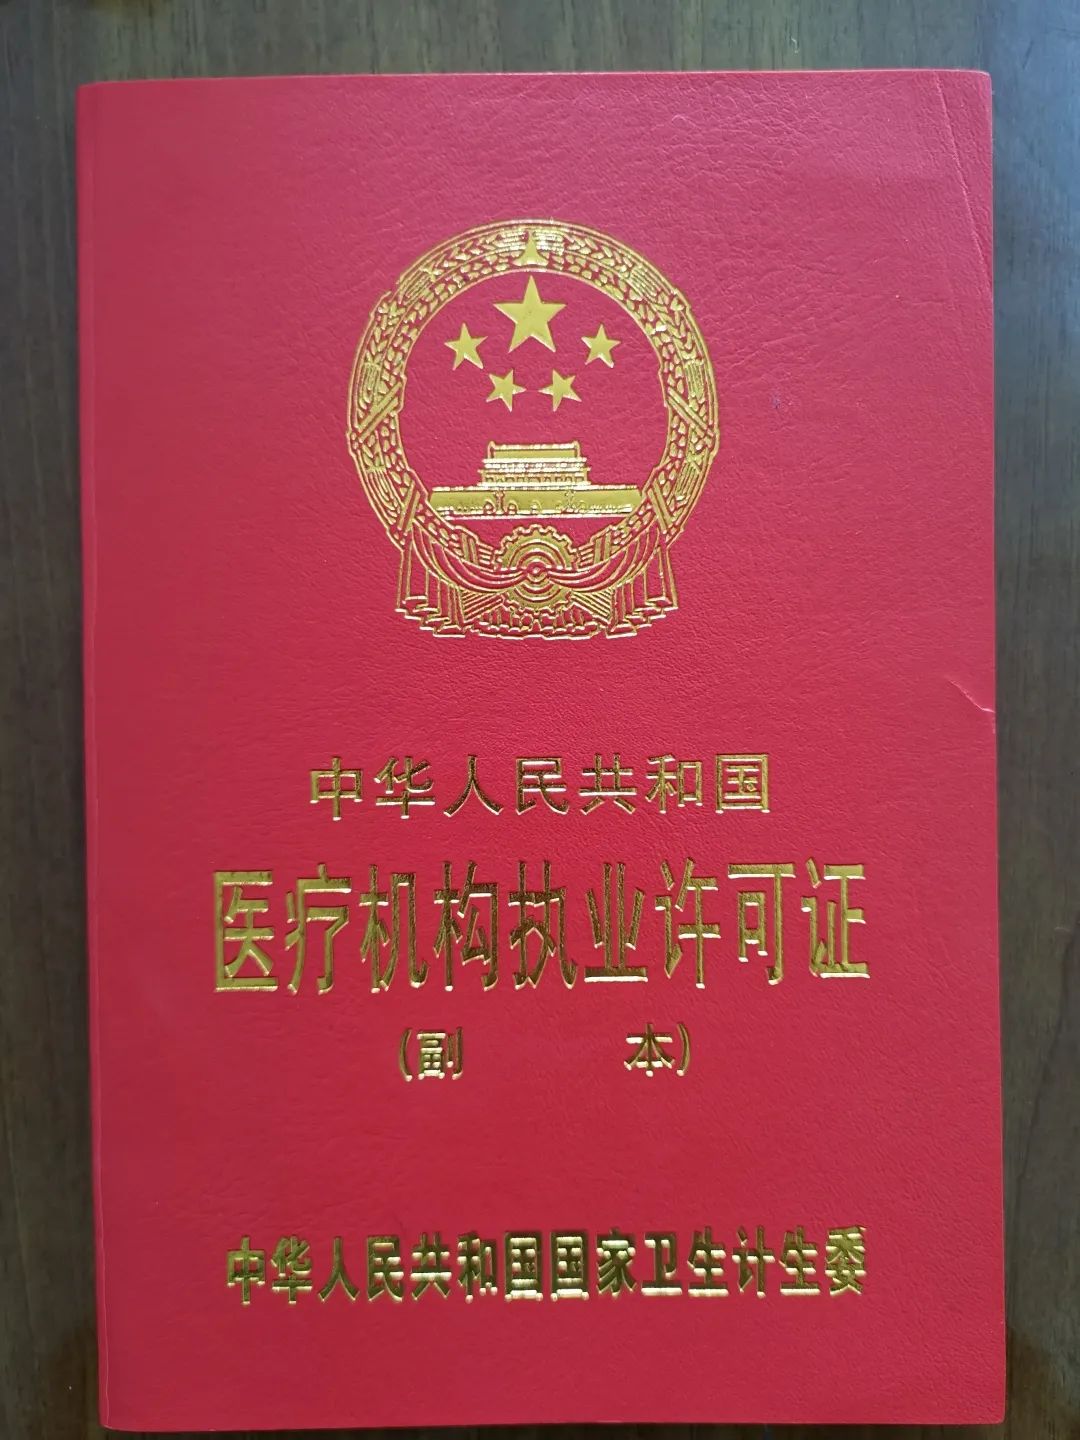 中华人民共和国
医疗机构执业许可证
(副 本)
中华人民共和国国家卫生计生委